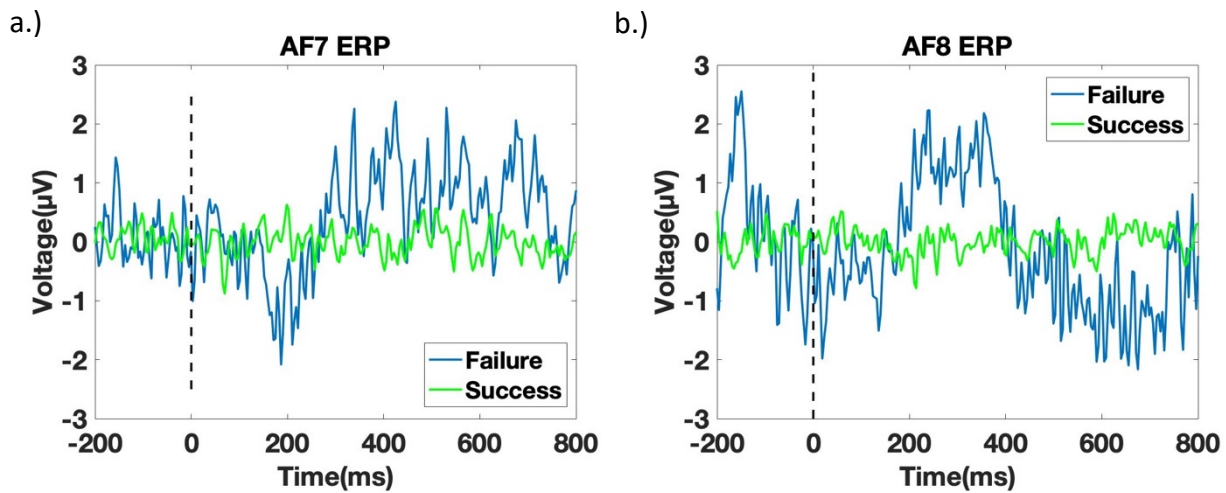 a.)
AF7 ERP
3
2
1
0
-1
-2
-3
Voltage(µV)
-200 0 200 400 600 800
Time(ms)
Failure
Success
b.)
AF8 ERP
3
2
1
0
-1
-2
-3
Voltage(µV)
-200 0 200 400 600 800
Time(ms)
Failure
Success